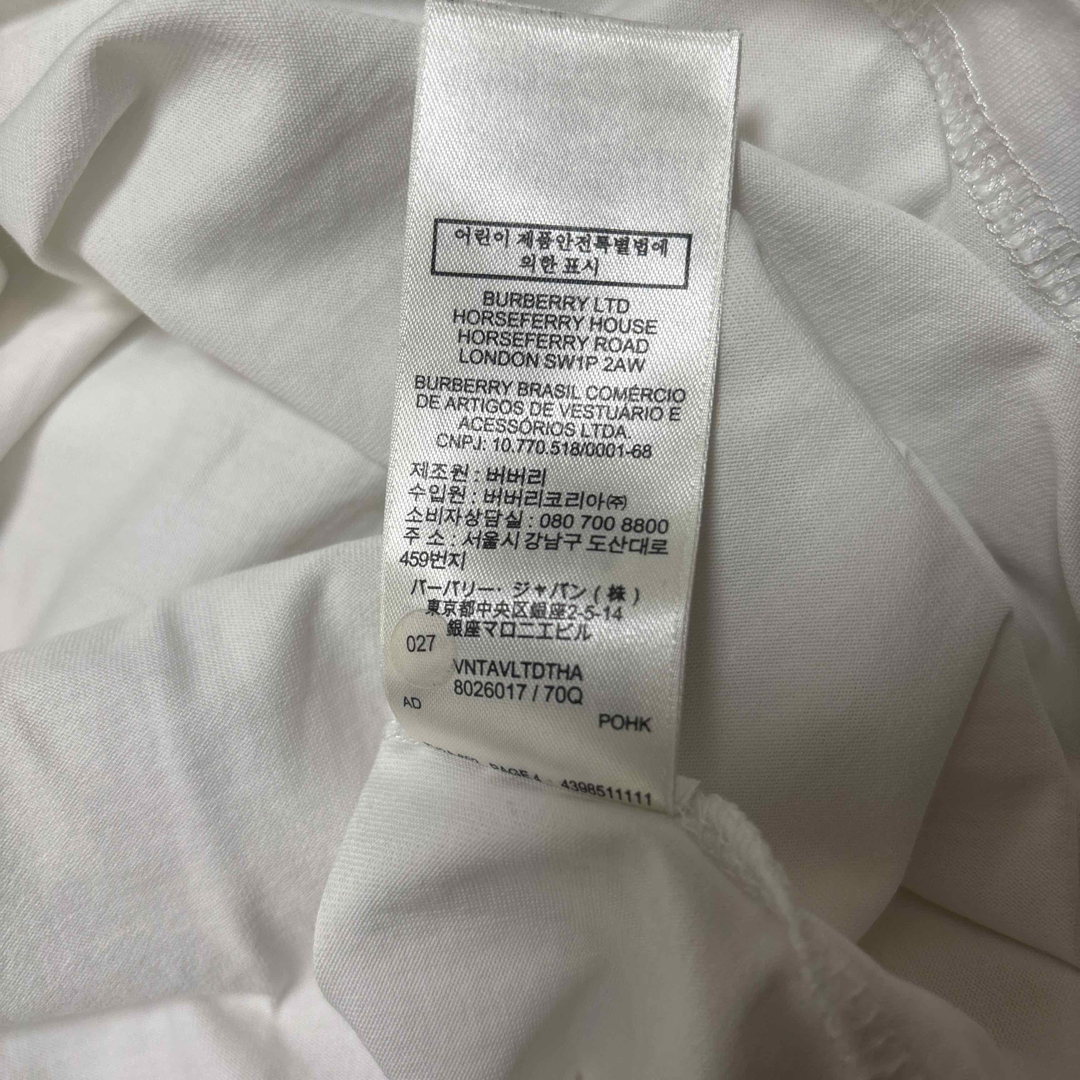 어린이 제품안전특별법에
의한 표시
BURBERRY LTD
HORSEFERRY HOUSE
HORSEFERRY ROAD
LONDON SW1P 2AW
BURBERRY BRASIL COMÉRCIO
DE ARTIGOS DE VESTUÁRIO E
ACESSÓRIOS LTDA
CNPJ: 10.770.518/0001-68
제조원 : 버버리
수입원 : 버버리코리아㈜
소비자상담실 : 080 700 8800
주 소 : 서울시 강남구 도산대로
459번지
バーバリー・ジャパン ( 株 )
東京都中央区銀座2-5-14
銀座マロニエビル
027
VNTAVLTDTHA
8026017 / 70Q
AD
POHK
PAGE 4 - 4398511111